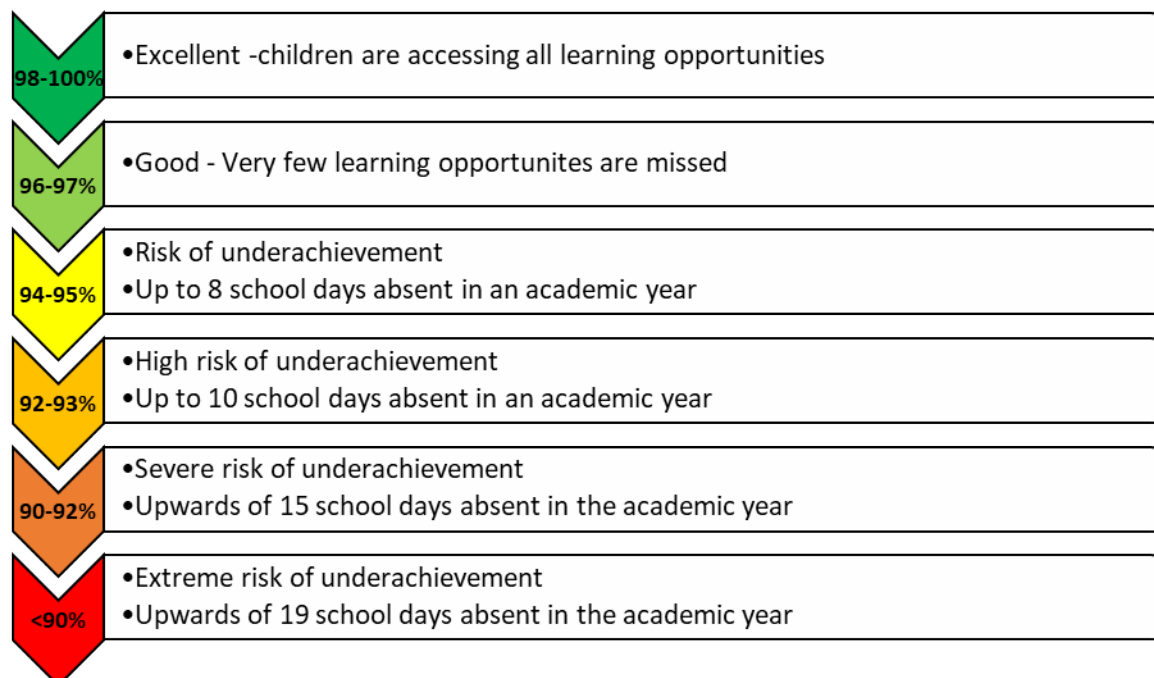 98-100%
•Excellent -children are accessing all learning opportunities
96-97%
•Good - Very few learning opportunites are missed
94-95%
•Risk of underachievement
•Up to 8 school days absent in an academic year
92-93%
•High risk of underachievement
•Up to 10 school days absent in an academic year
90-92%
•Severe risk of underachievement
•Upwards of 15 school days absent in the academic year
<90%
•Extreme risk of underachievement
•Upwards of 19 school days absent in the academic year